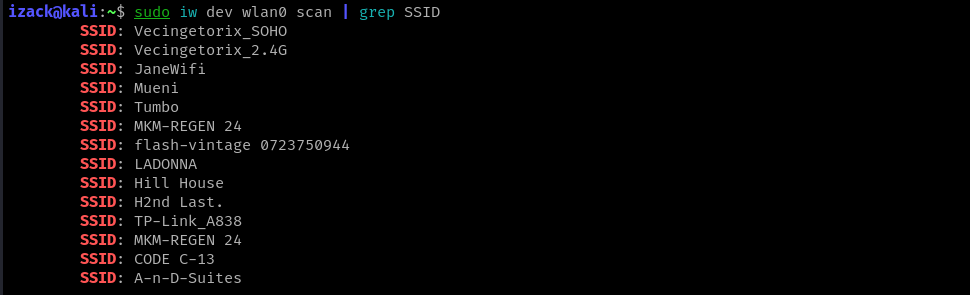 izack@kali:~$ sudo iw dev wlan0 scan | grep SSID
SSID: Vecingetorix_SOHO
SSID: Vecingetorix_2.4G
SSID: JaneWifi
SSID: Mueni
SSID: Tumbo
SSID: MKM-REGEN 24
SSID: flash-vintage 0723750944
SSID: LADONNA
SSID: Hill House
SSID: H2nd Last.
SSID: TP-Link_A838
SSID: MKM-REGEN 24
SSID: CODE C-13
SSID: A-n-D-Suites